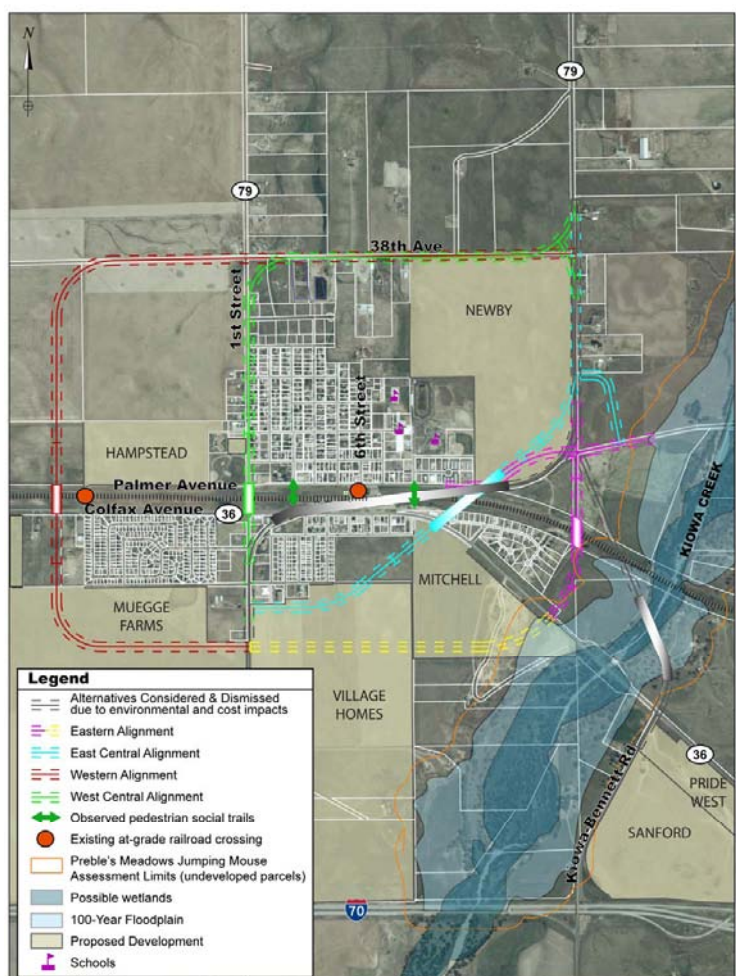 N
79
79
38th Ave
1st Street
NEWBY
6th Street
HAMPSTEAD
Palmer Avenue
Colfax Avenue
36
KIOWA CREEK
MITCHELL
MUEGGE
FARMS
VILLAGE
HOMES
36
PRIDE
WEST
SANFORD
Kiowa-Bennett-Rd
70
Legend
Alternatives Considered & Dismissed
due to environmental and cost impacts
Eastern Alignment
East Central Alignment
Western Alignment
West Central Alignment
Observed pedestrian social trails
Existing at-grade railroad crossing
Preble's Meadows Jumping Mouse
Assessment Limits (undeveloped parcels)
Possible wetlands
100-Year Floodplain
Proposed Development
Schools